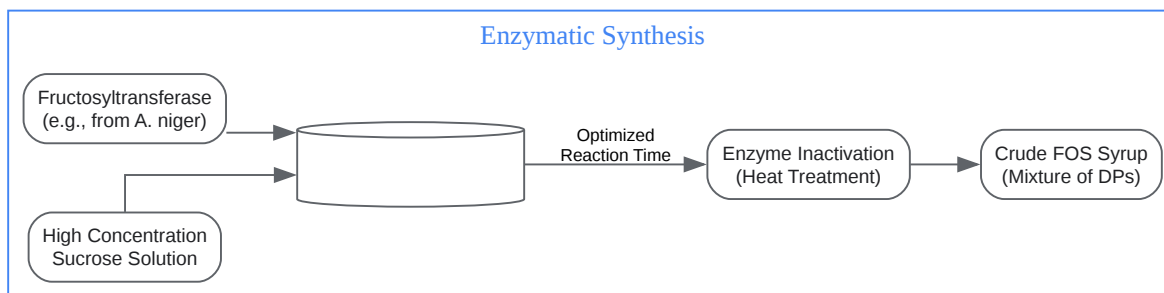 Enzymatic Synthesis
Fructosyltransferase
(e.g., from A. niger)
High Concentration
Sucrose Solution
Optimized
Reaction Time
Enzyme Inactivation
(Heat Treatment)
Crude FOS Syrup
(Mixture of DPs)